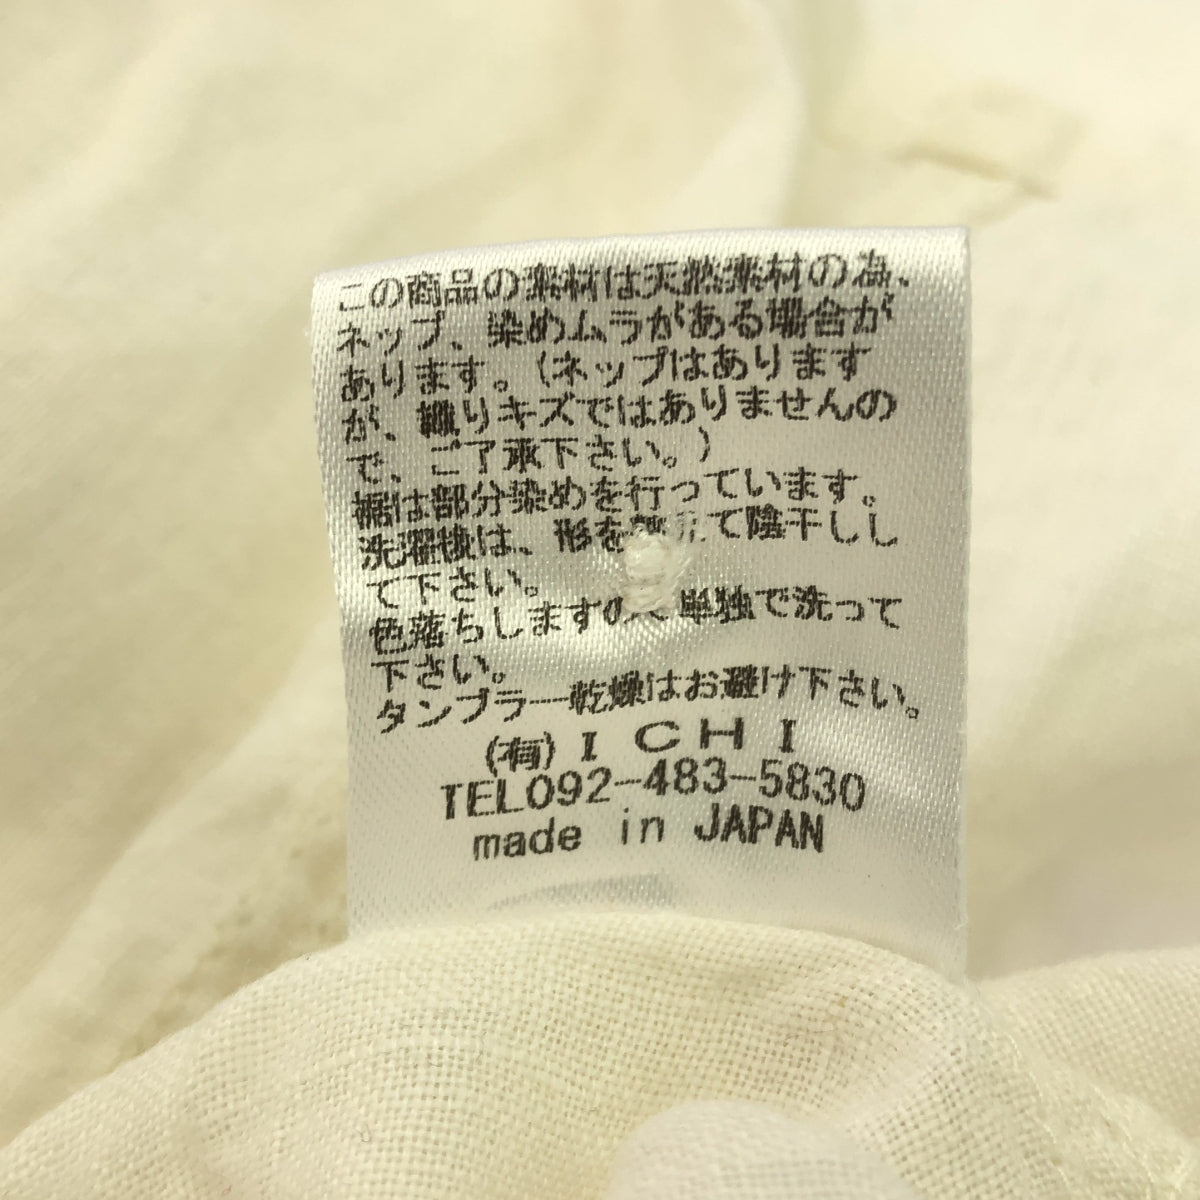 この商品の素材は天然素材の為、
ネップ、染めムラがある場合が
あります。(ネップはあります
が、織りキズではありませんの
で、ご了承下さい。)
裾は部分染めを行っています。
洗濯後は、形を整えて陰干しし
て下さい。
色落ちしますので単独で洗って
下さい。
タンブラー乾燥はお避け下さい。
(有)ICHI
TEL092-483-5830
made in JAPAN